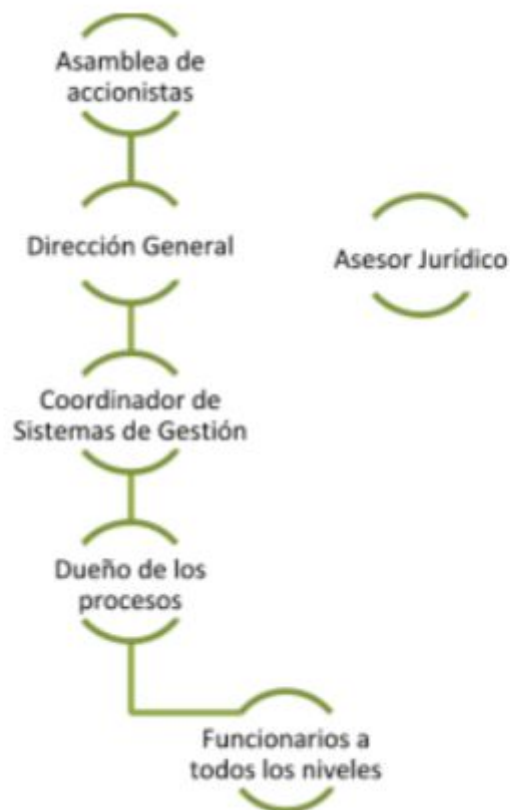 Asamblea de
accionistas
Dirección General
Asesor Jurídico
Coordinador de
Sistemas de Gestión
Dueño de los
procesos
Funcionarios a
todos los niveles